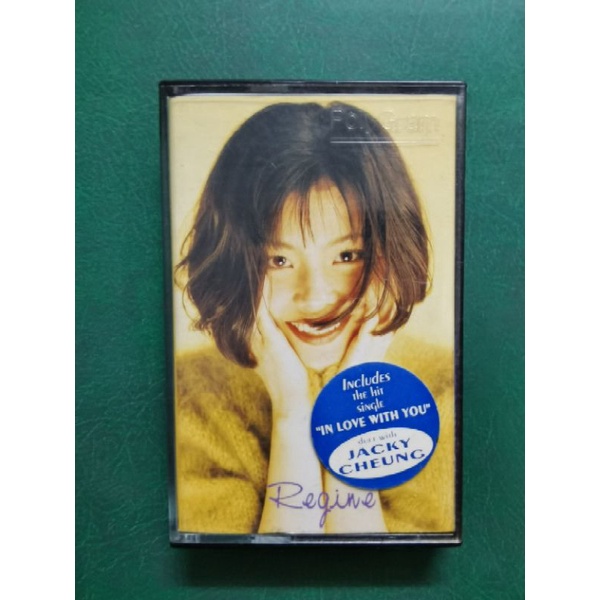 PolyGram
Includes
the hit
single
"IN LOVE WITH YOU"
duet with
JACKY
CHEUNG
Regine